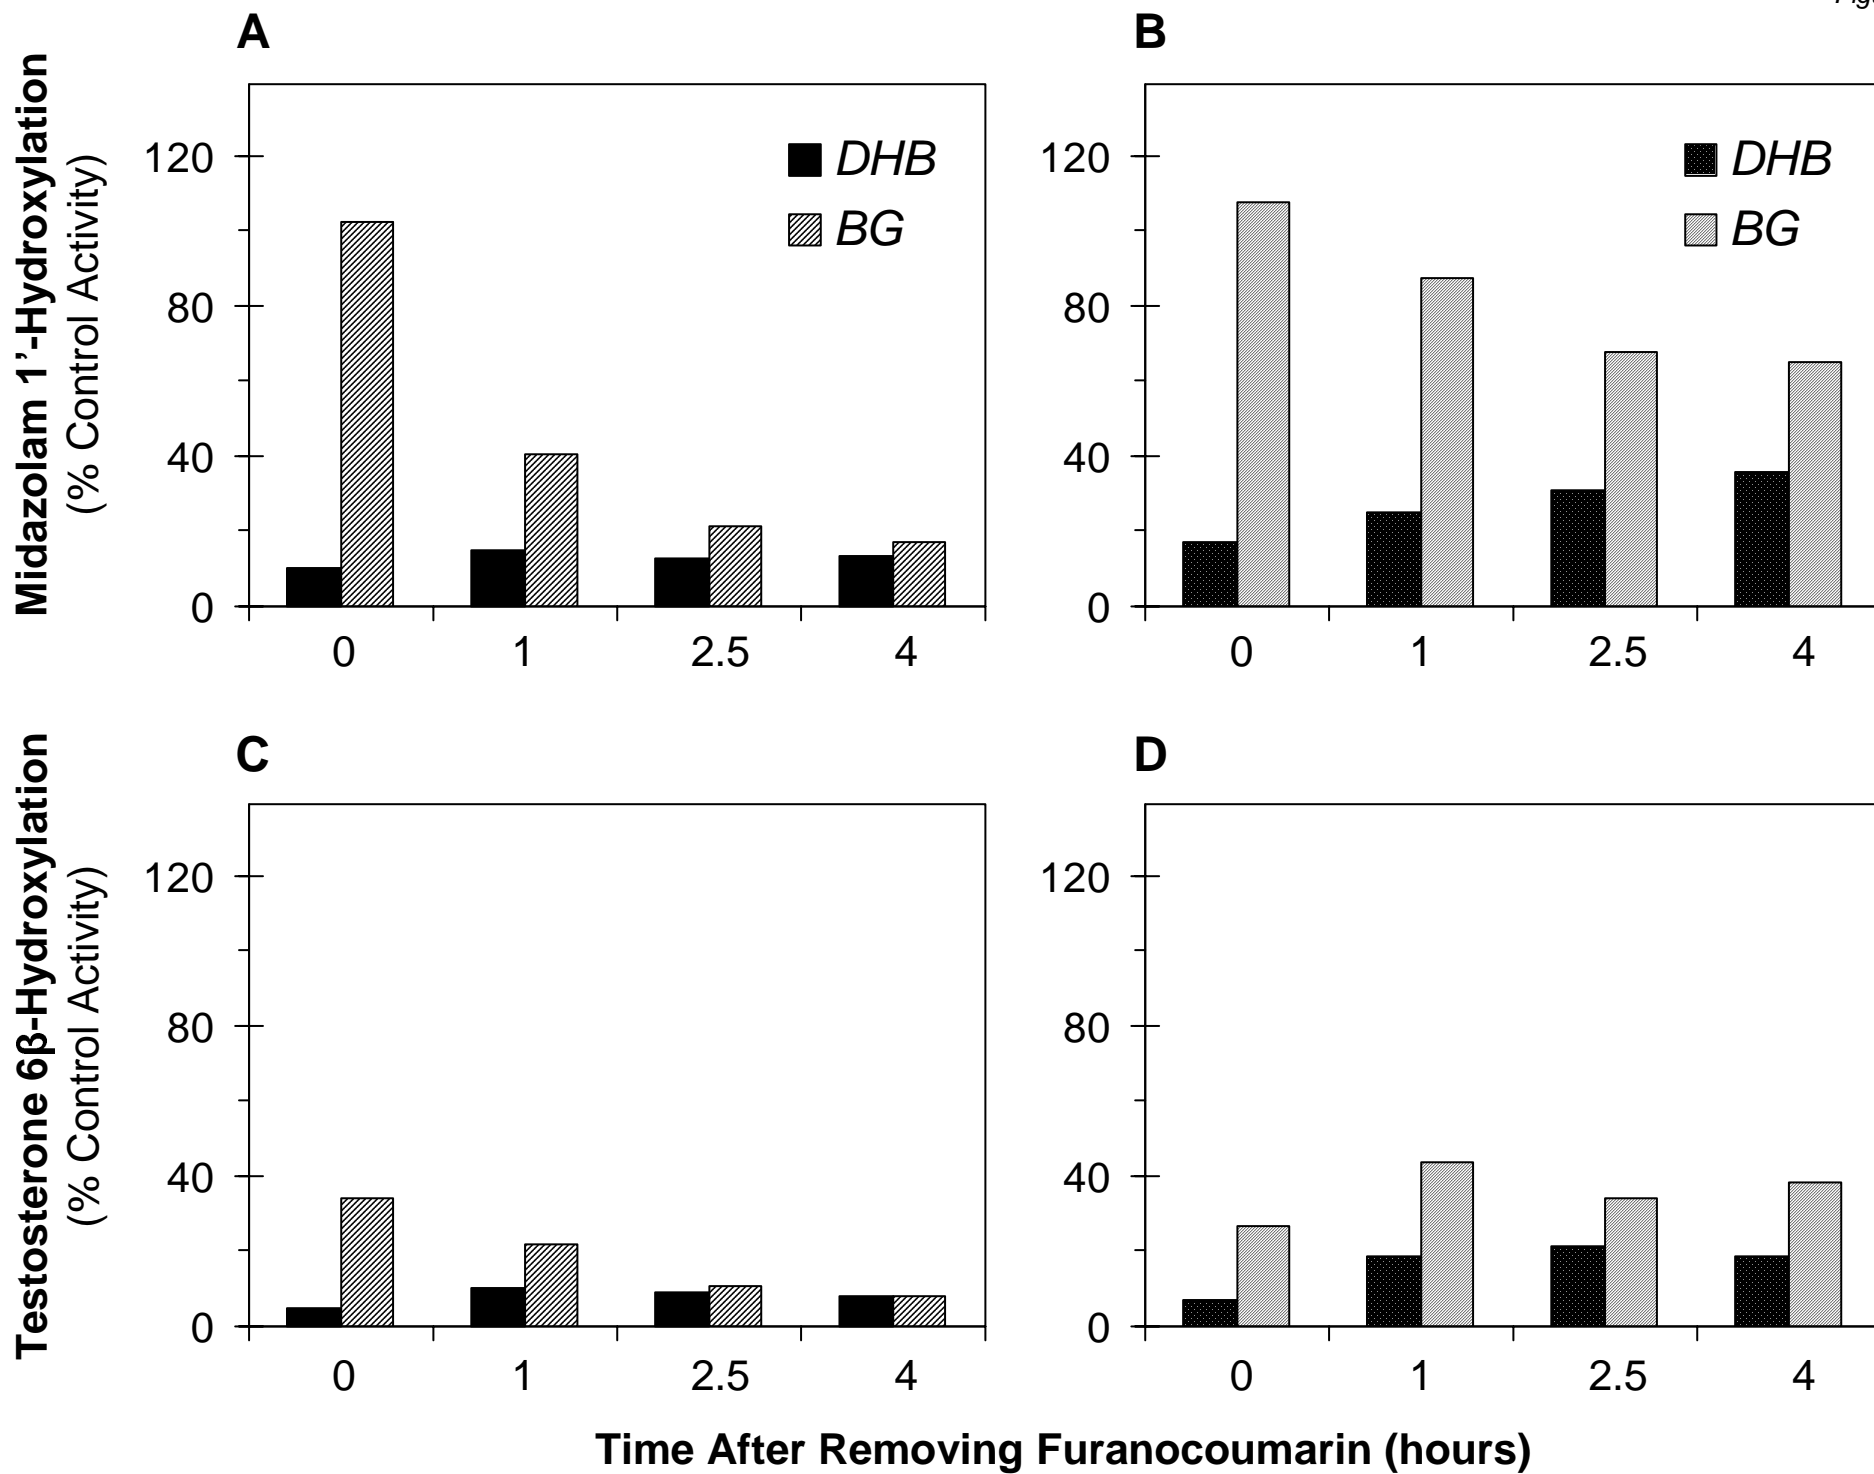 A
B
Midazolam 1’-Hydroxylation
(% Control Activity)
120
80
40
0
DHB
BG
0 1 2.5 4
120
80
40
0
DHB
BG
0 1 2.5 4
C
D
Testosterone 6β-Hydroxylation
(% Control Activity)
120
80
40
0
0 1 2.5 4
120
80
40
0
0 1 2.5 4
Time After Removing Furanocoumarin (hours)